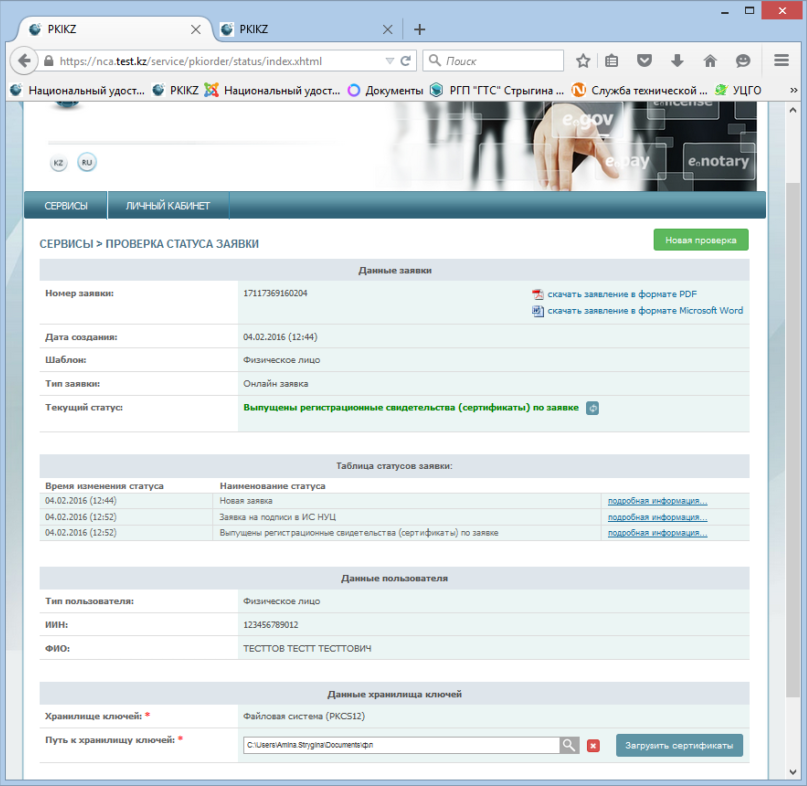 PKIKZ
PKIKZ
https://nca.test.kz/service/pkiorder/status/index.xhtml
Поиск
Национальный удост... PKIKZ Национальный удост... Документы РГП "ГТС" Стрыгина ... Служба технической ... УЦГО »
license
e.gov
pay
notary
KZ RU
СЕРВИСЫ ЛИЧНЫЙ КАБИНЕТ
СЕРВИСЫ > ПРОВЕРКА СТАТУСА ЗАЯВКИ
Новая проверка
Данные заявки
Номер заявки: 17117369160204 скачать заявление в формате PDF
скачать заявление в формате Microsoft Word
Дата создания: 04.02.2016 (12:44)
Шаблон: Физическое лицо
Тип заявки: Онлайн заявка
Текущий статус: Выпущены регистрационные свидетельства (сертификаты) по заявке
Таблица статусов заявки:
Время изменения статуса Наименование статуса
04.02.2016 (12:44) Новая заявка подробная информация...
04.02.2016 (12:52) Заявка на подписи в ИС НУЦ подробная информация...
04.02.2016 (12:52) Выпущены регистрационные свидетельства (сертификаты) по заявке подробная информация...
Данные пользователя
Тип пользователя: Физическое лицо
ИИН: 123456789012
ФИО: ТЕСТТОВ ТЕСТТ ТЕСТТОВИЧ
Данные хранилища ключей
Хранилище ключей: * Файловая система (PKCS12)
Путь к хранилищу ключей: * C:\Users\Amina.Strygina\Documents\фл Загрузить сертификаты